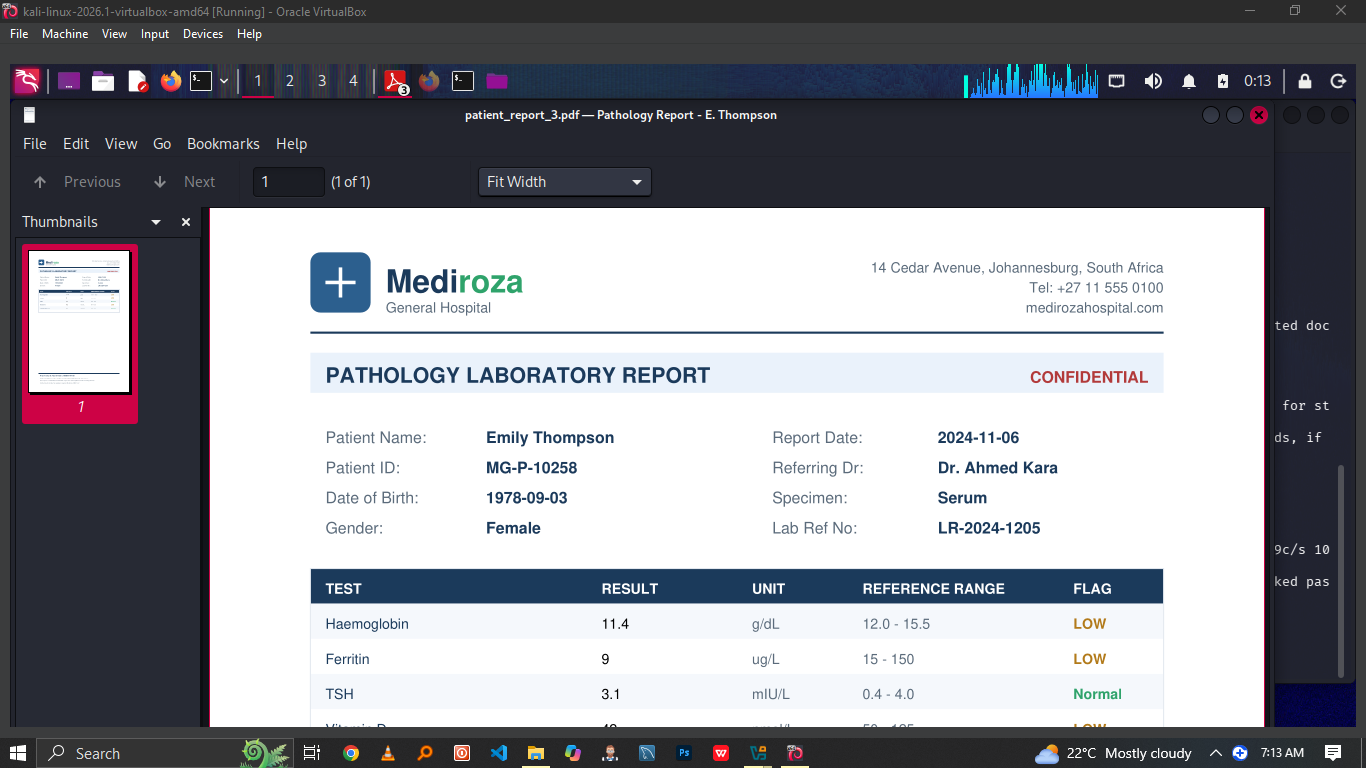 kali-linux-2026.1-virtualbox-amd64 [Running] - Oracle VirtualBox
File Machine View Input Devices Help
1 2 3 4 3 0:13
patient_report_3.pdf — Pathology Report - E. Thompson
File Edit View Go Bookmarks Help
Previous Next 1 (1 of 1) Fit Width
Thumbnails
1
Mediroza
General Hospital
14 Cedar Avenue, Johannesburg, South Africa
Tel: +27 11 555 0100
medirozahospital.com
PATHOLOGY LABORATORY REPORT CONFIDENTIAL
Patient Name: Emily Thompson Report Date: 2024-11-06
Patient ID: MG-P-10258 Referring Dr: Dr. Ahmed Kara
Date of Birth: 1978-09-03 Specimen: Serum
Gender: Female Lab Ref No: LR-2024-1205
TEST RESULT UNIT REFERENCE RANGE FLAG
Haemoglobin 11.4 g/dL 12.0 - 15.5 LOW
Ferritin 9 ug/L 15 - 150 LOW
TSH 3.1 mIU/L 0.4 - 4.0 Normal
ted doc
for st
ds, if
9c/s 10
ked pas
Search 22°C Mostly cloudy 7:13 AM